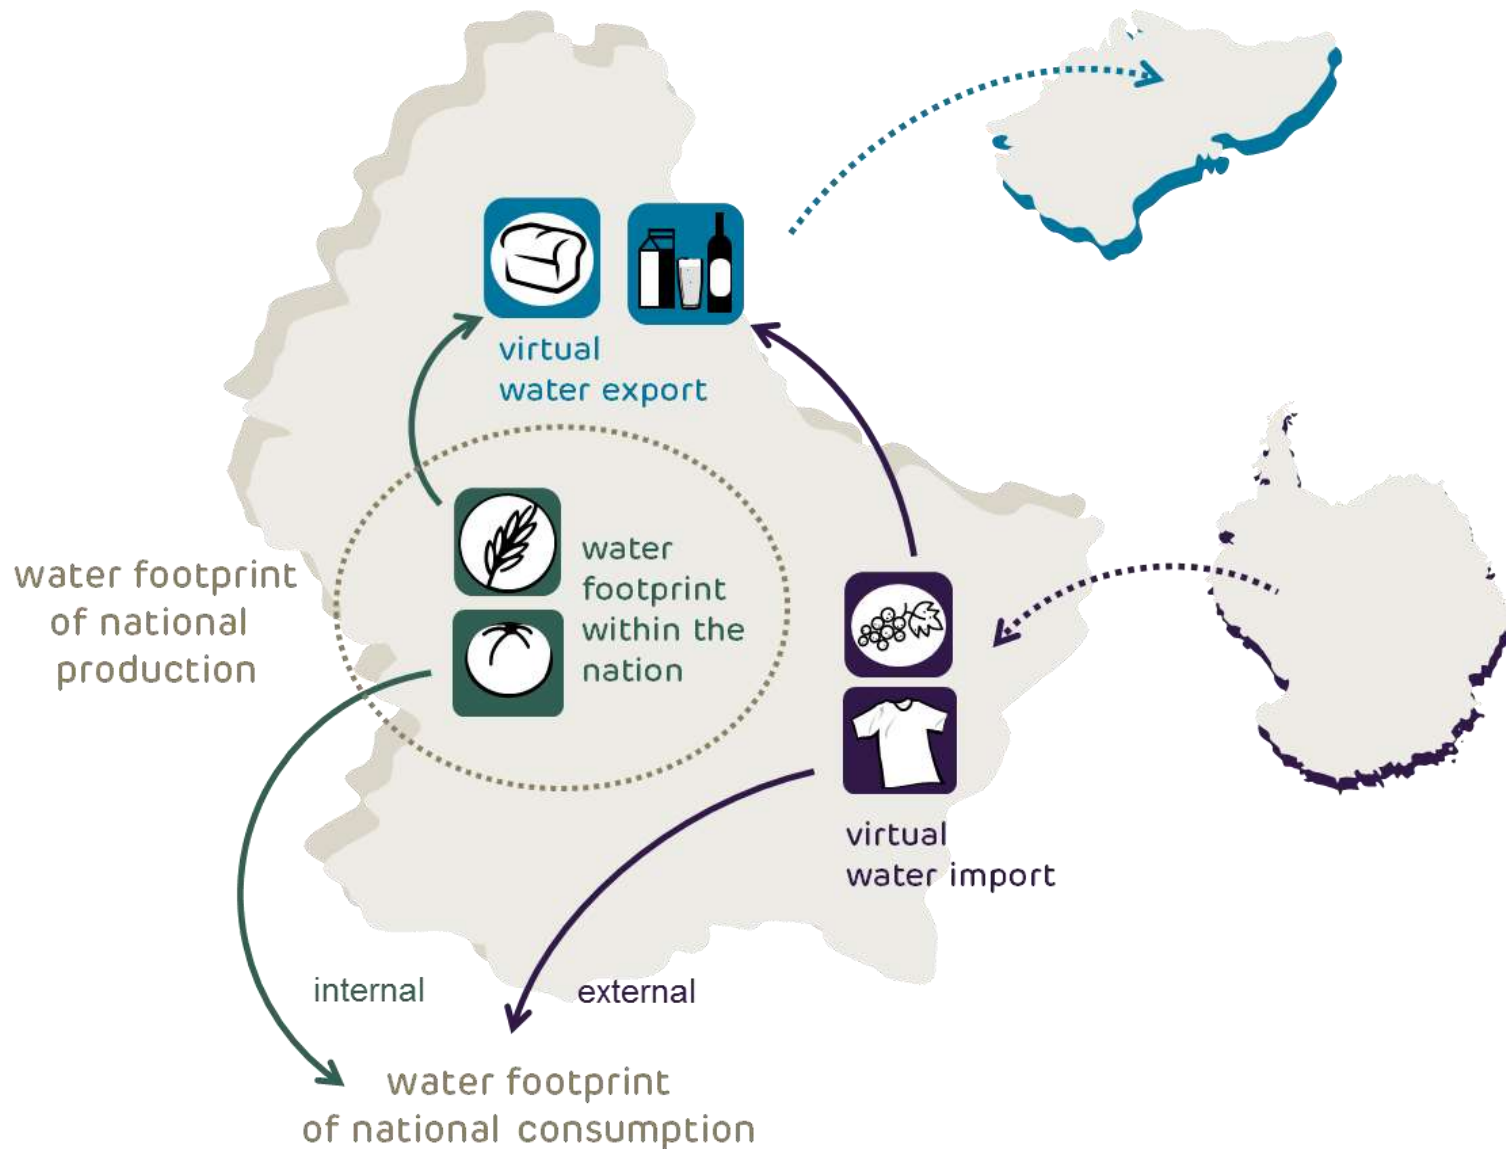 virtual
water export
water footprint
of national
production
water
footprint
within the
nation
virtual
water import
internal
external
water footprint
of national consumption